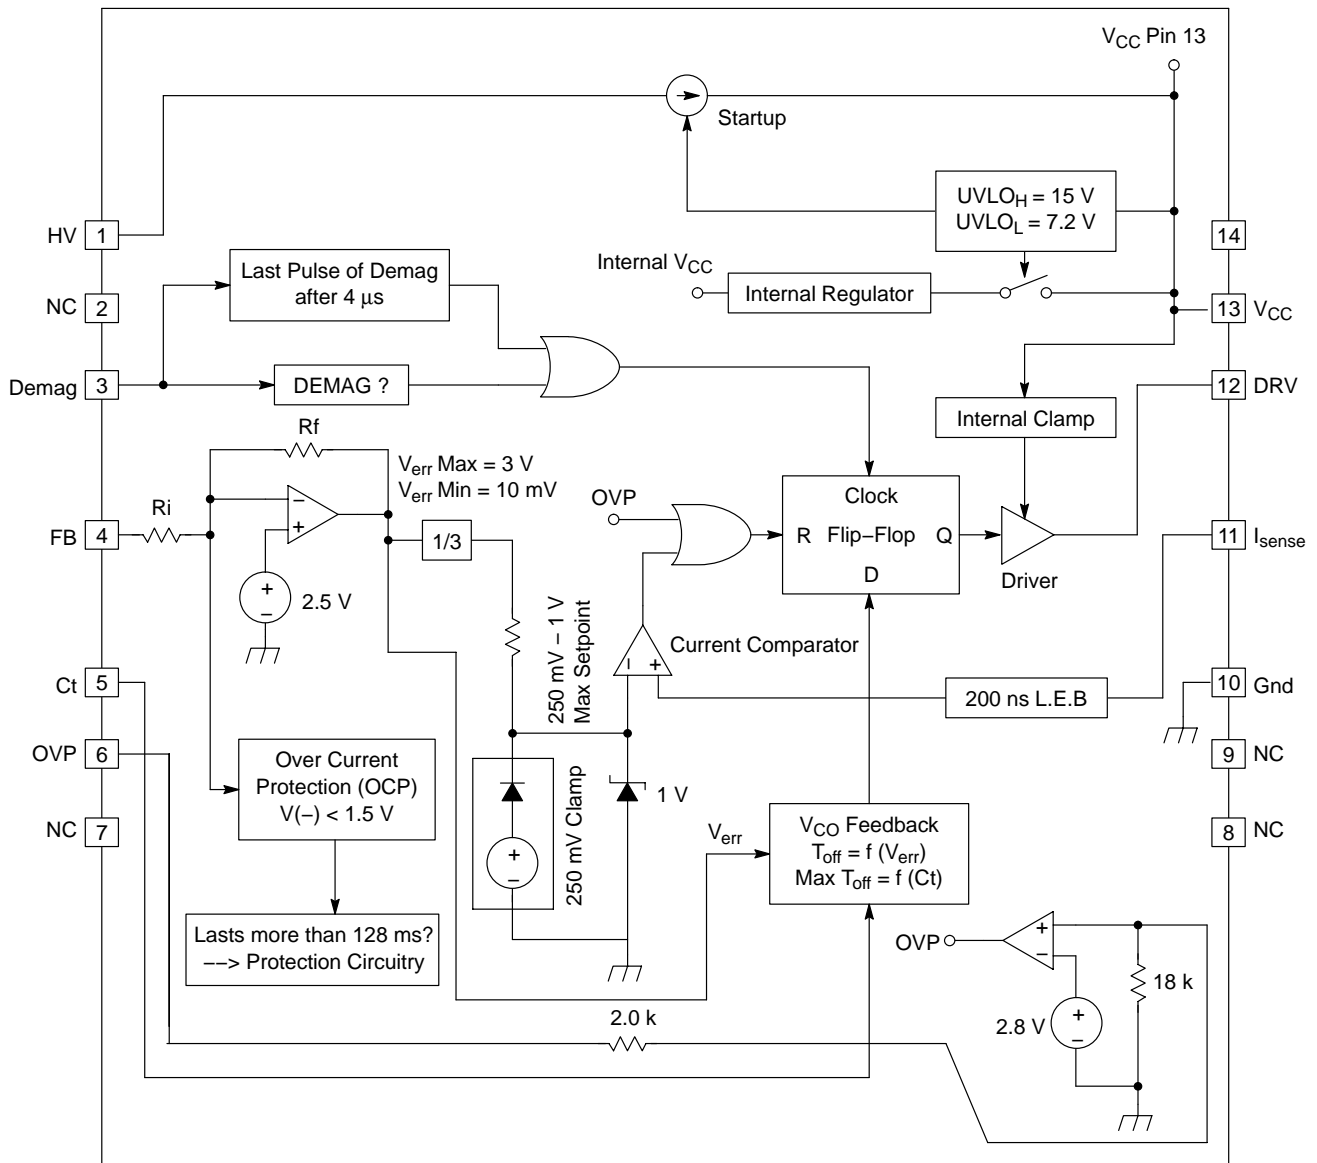 V_CC Pin 13
Startup
UVLO_H = 15 V
UVLO_L = 7.2 V
HV
1
14
Last Pulse of Demag
after 4 μs
Internal V_CC
Internal Regulator
NC
2
13
V_CC
Demag
3
DEMAG ?
12
DRV
Internal Clamp
Rf
V_err Max = 3 V
V_err Min = 10 mV
Clock
OVP
Ri
FB
4
−
+
1/3
R
Flip−Flop
Q
11
I_sense
D
Driver
+
−
2.5 V
250 mV − 1 V
Max Setpoint
−
+
Current Comparator
Ct
5
200 ns L.E.B
10
Gnd
OVP
6
Over Current
Protection (OCP)
V(−) < 1.5 V
9
NC
250 mV Clamp
1 V
NC
7
V_err
V_CO Feedback
T_off = f (V_err)
Max T_off = f (Ct)
8
NC
+
−
Lasts more than 128 ms?
−−> Protection Circuitry
OVP
+
−
18 k
2.0 k
2.8 V
+
−